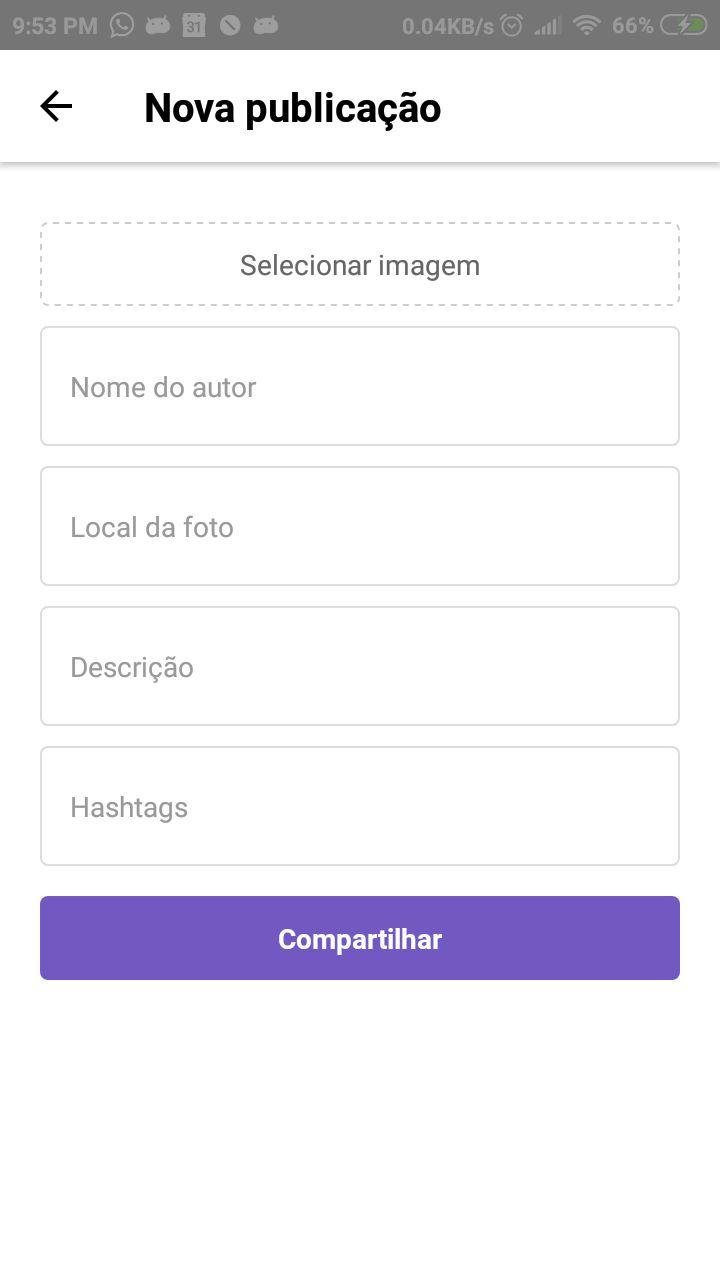 9:53 PM 31 0.04KB/s 66%
Nova publicação
Selecionar imagem
Nome do autor
Local da foto
Descrição
Hashtags
Compartilhar